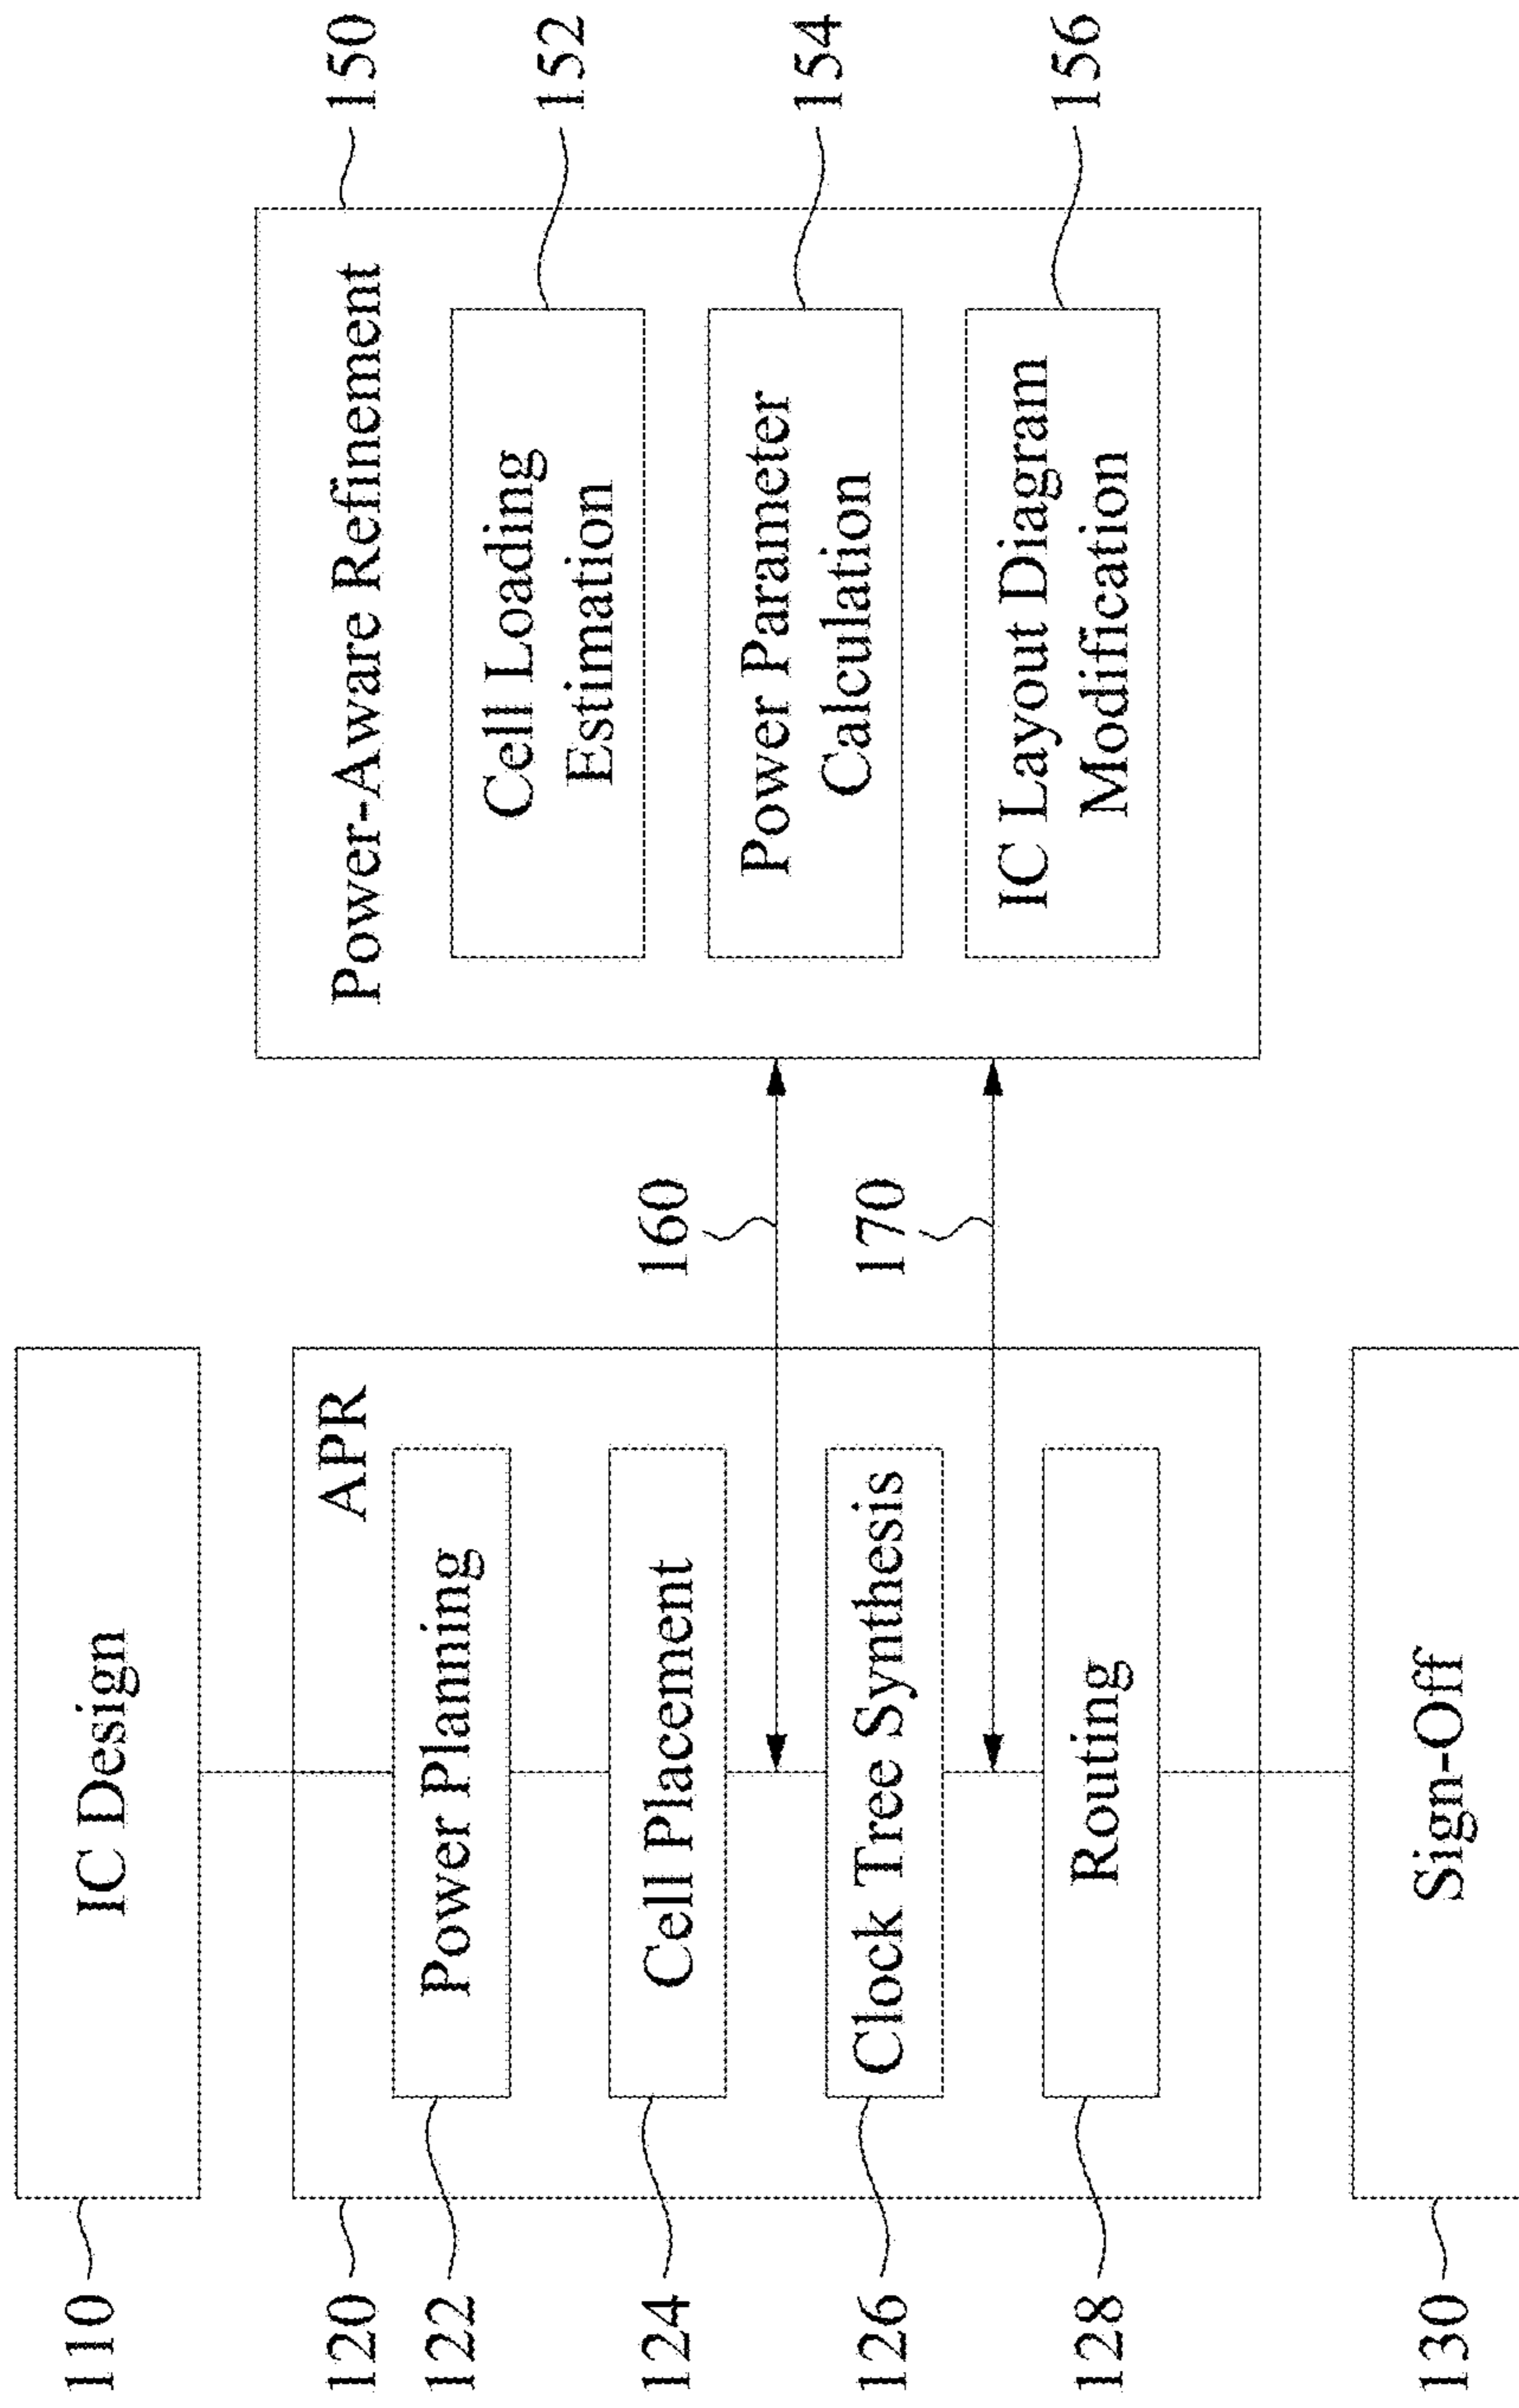 110
IC Design
120
APR
122
Power Planning
124
Cell Placement
126
Clock Tree Synthesis
128
Routing
130
Sign-Off
160
170
Power-Aware Refinement
150
Cell Loading
Estimation
152
Power Parameter
Calculation
154
IC Layout Diagram
Modification
156